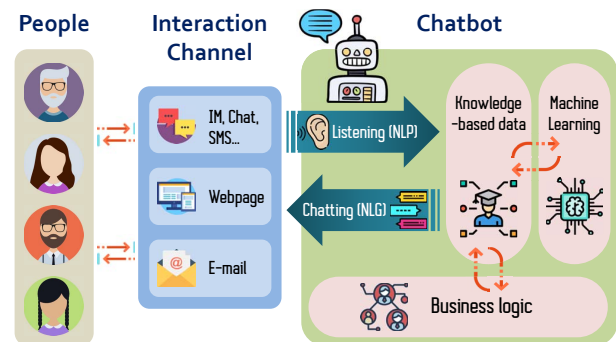 People
Interaction
Channel
Chatbot
IM, Chat,
SMS...
Webpage
@
E-mail
Listening (NLP)
Chatting (NLG)
Knowledge
-based data
Machine
Learning
Business logic